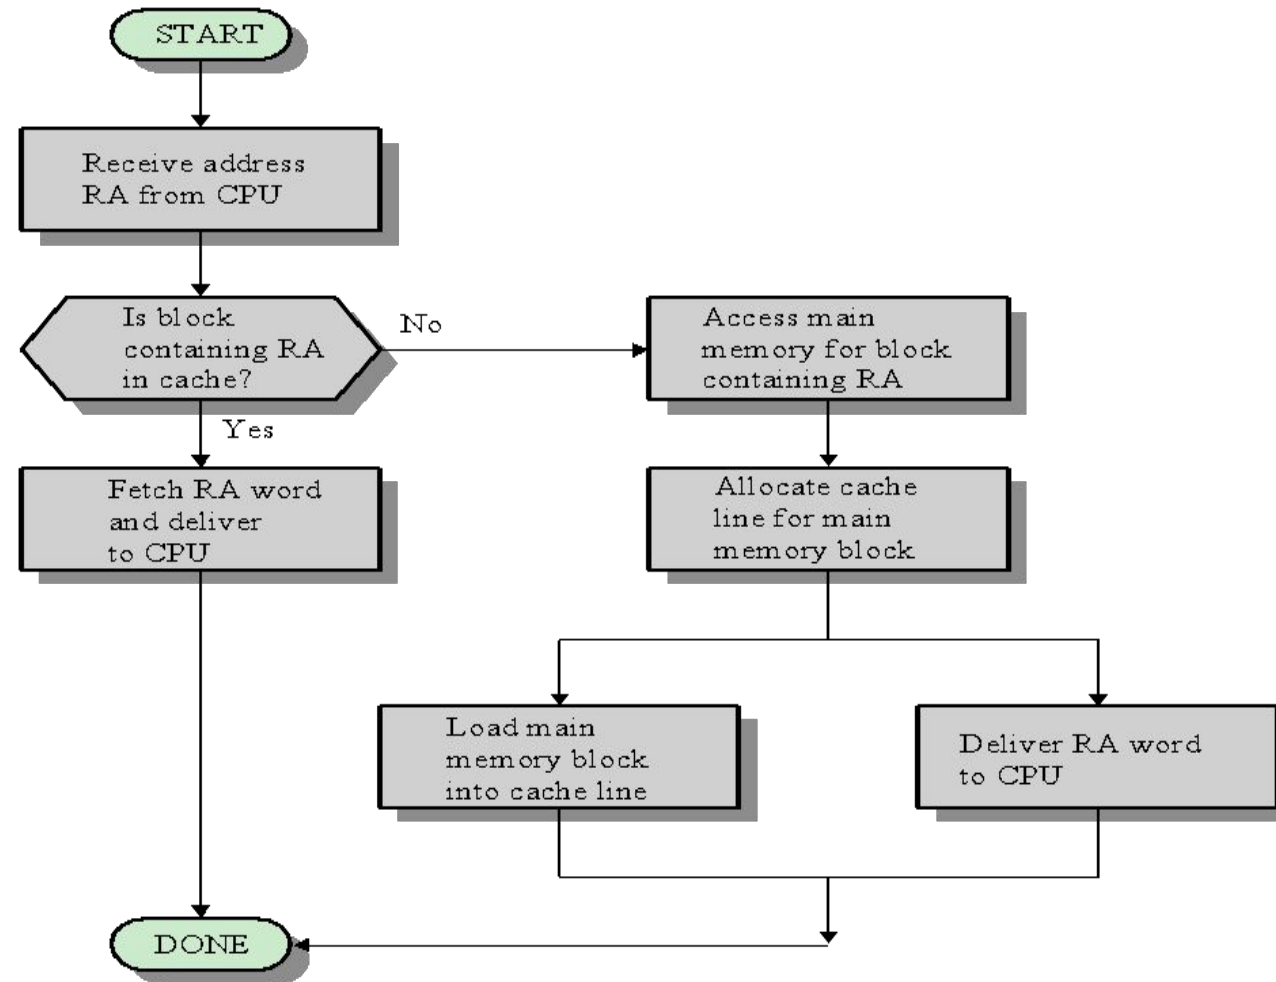 START
Receive address
RA from CPU
Is block
containing RA
in cache?
No
Yes
Access main
memory for block
containing RA
Fetch RA word
and deliver
to CPU
Allocate cache
line for main
memory block
Load main
memory block
into cache line
Deliver RA word
to CPU
DONE